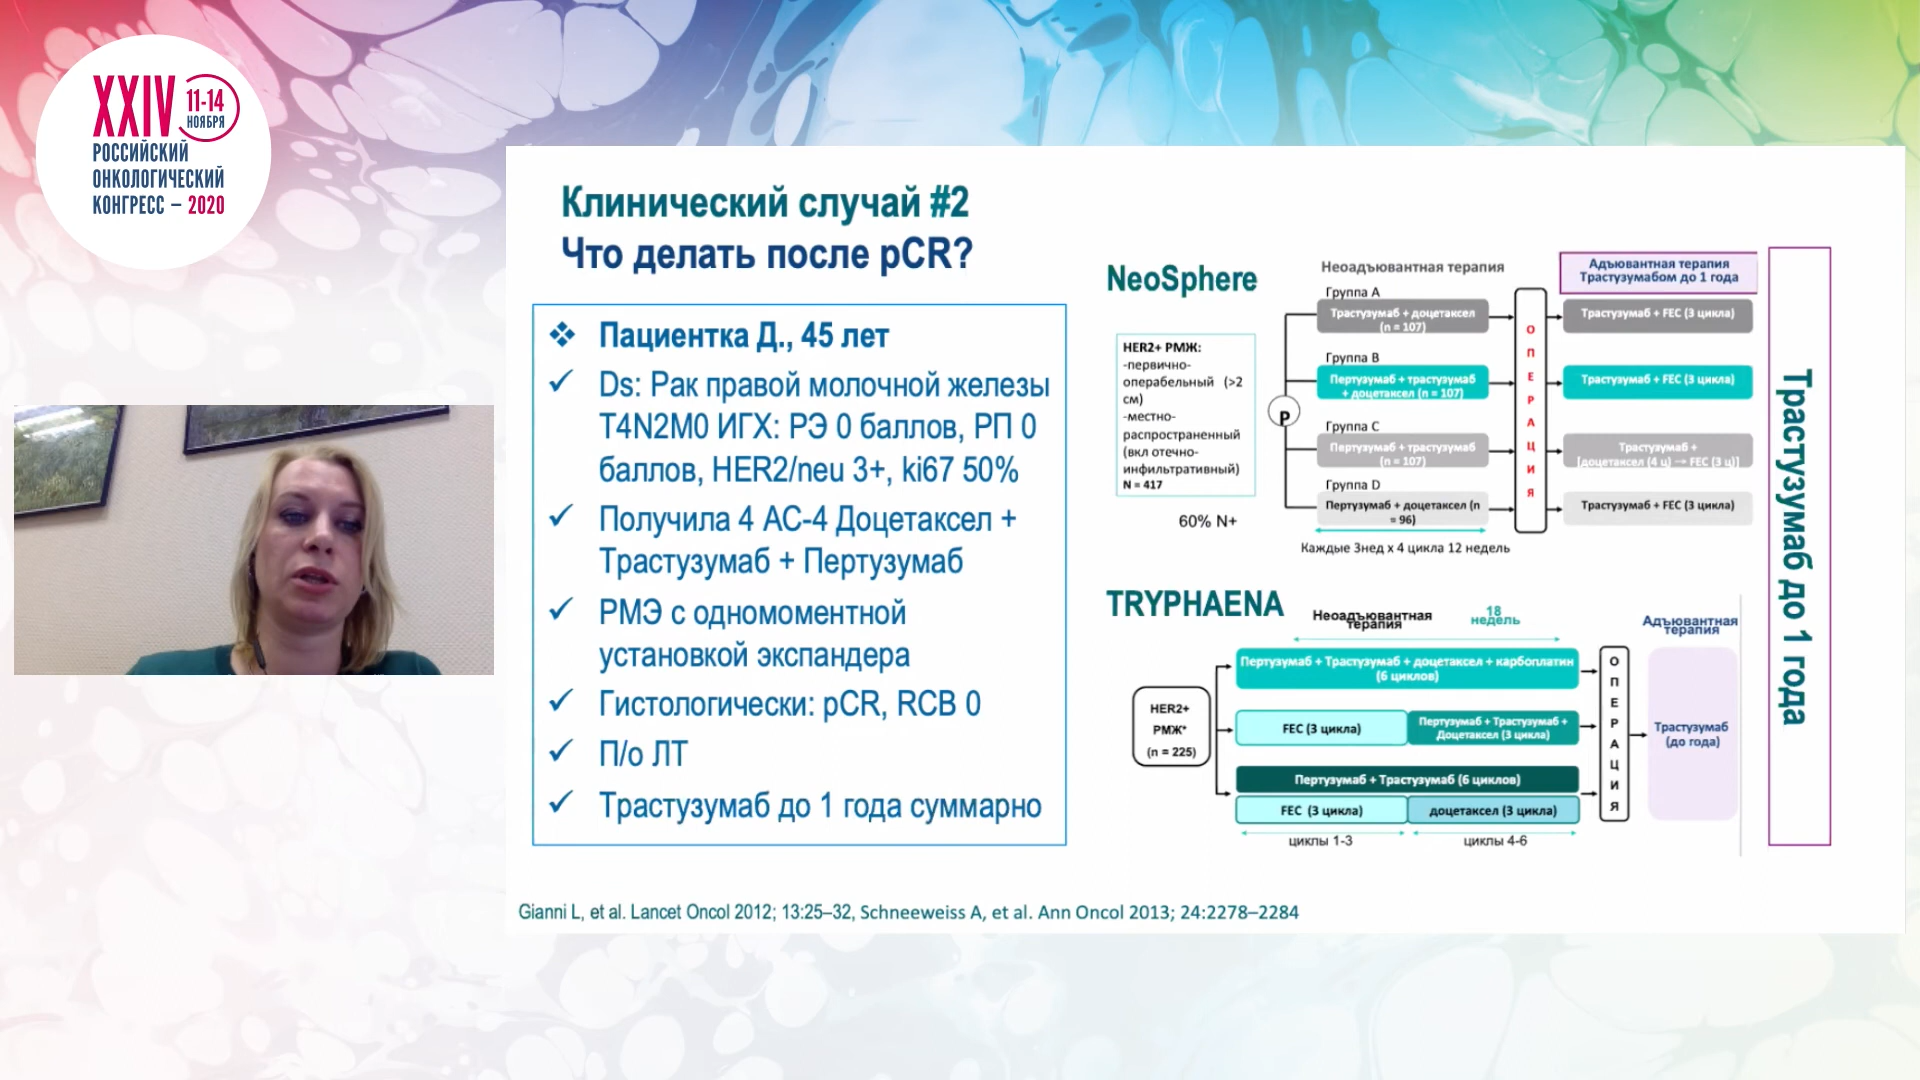 XXIV
11-14
НОЯБРЯ
РОССИЙСКИЙ
ОНКОЛОГИЧЕСКИЙ
КОНГРЕСС – 2020
Клинический случай #2
Что делать после pCR?
Пациентка Д., 45 лет
Ds: Рак правой молочной железы
T4N2M0 ИГХ: РЭ 0 баллов, РП 0
баллов, HER2/neu 3+, ki67 50%
Получила 4 АС-4 Доцетаксел +
Трастузумаб + Пертузумаб
РМЭ с одномоментной
установкой экспандера
Гистологически: pCR, RCB 0
П/о ЛТ
Трастузумаб до 1 года суммарно
NeoSphere
Неоадъювантная терапия
Адъювантная терапия
Трастузумабом до 1 года
HER2+ РМЖ:
-первично-
операбельный (>2
см)
-местно-
распространенный
(вкл отечно-
инфильтративный)
N = 417
60% N+
Р
Группа А
Трастузумаб + доцетаксел
(n = 107)
Группа В
Пертузумаб + трастузумаб
+ доцетаксел (n = 107)
Группа С
Пертузумаб + трастузумаб
(n = 107)
Группа D
Пертузумаб + доцетаксел (n
= 96)
Каждые 3нед х 4 цикла 12 недель
ОПЕРАЦИЯ
Трастузумаб + FEC (3 цикла)
Трастузумаб + FEC (3 цикла)
Трастузумаб +
[доцетаксел (4 ц) → FEC (3 ц)]
Трастузумаб + FEC (3 цикла)
Трастузумаб до 1 года
TRYPHAENA
Неоадъювантная
терапия
18
недель
Адъювантная
терапия
HER2+
РМЖ*
(n = 225)
Пертузумаб + Трастузумаб + доцетаксел + карбоплатин
(6 циклов)
FEC (3 цикла)
Пертузумаб + Трастузумаб +
Доцетаксел (3 цикла)
Пертузумаб + Трастузумаб (6 циклов)
FEC (3 цикла)
доцетаксел (3 цикла)
циклы 1-3
циклы 4-6
ОПЕРАЦИЯ
Трастузумаб
(до года)
Gianni L, et al. Lancet Oncol 2012; 13:25–32, Schneeweiss A, et al. Ann Oncol 2013; 24:2278–2284